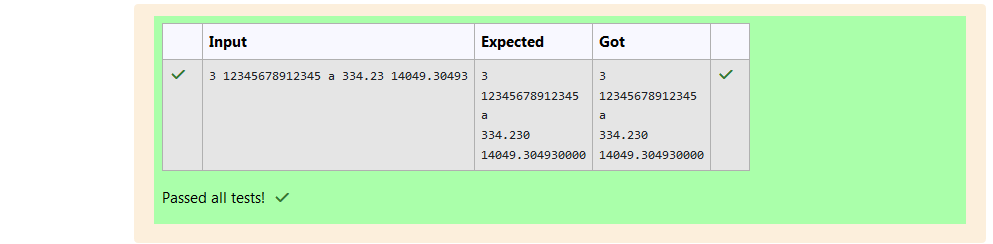 Input Expected Got
3 12345678912345 a 334.23 14049.30493 3 3
12345678912345 12345678912345
a a
334.230 334.230
14049.304930000 14049.304930000
Passed all tests!